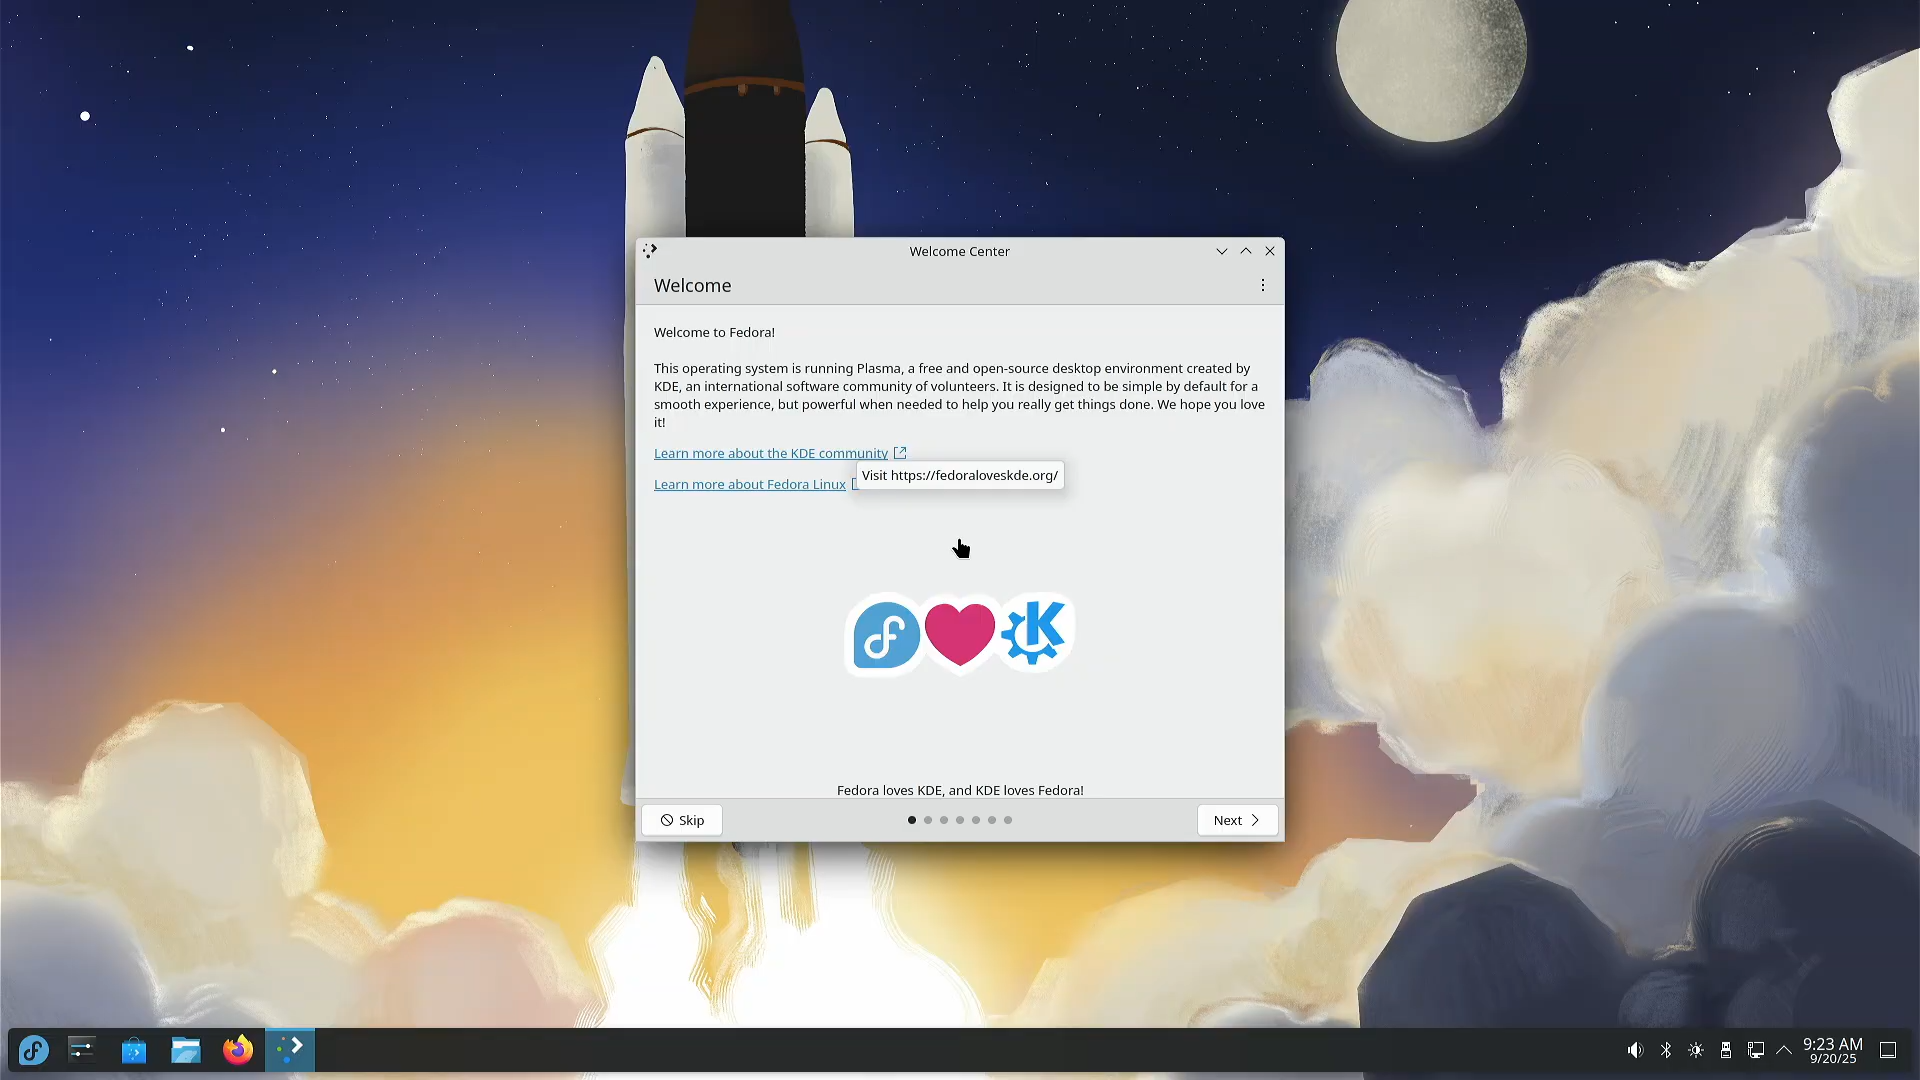 Welcome Center
Welcome
Welcome to Fedora!
This operating system is running Plasma, a free and open-source desktop environment created by
KDE, an international software community of volunteers. It is designed to be simple by default for a
smooth experience, but powerful when needed to help you really get things done. We hope you love
it!
Learn more about the KDE community
Visit https://fedoraloveskde.org/
Learn more about Fedora Linux
Fedora loves KDE, and KDE loves Fedora!
Skip
Next
9:23 AM
9/20/25